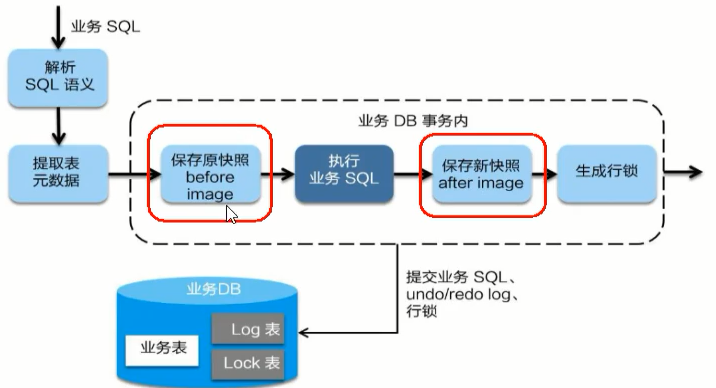 业务 SQL
解析
SQL 语义
提取表
元数据
业务 DB 事务内
保存原快照
before
image
执行
业务 SQL
保存新快照
after image
生成行锁
提交业务 SQL、
undo/redo log、
行锁
业务DB
业务表
Log 表
Lock 表